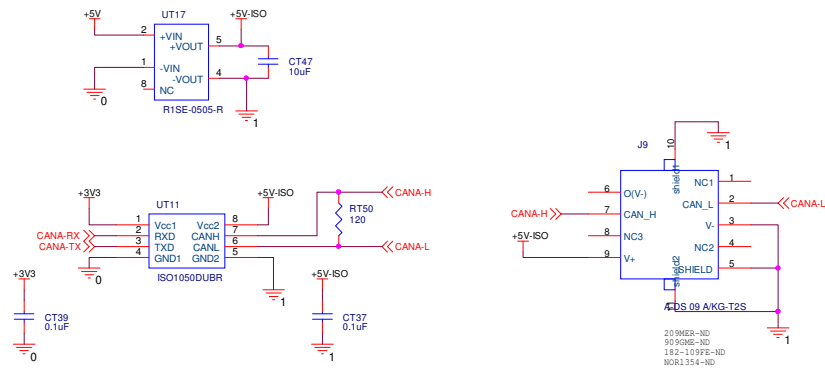 +5V
UT17
+5V-ISO
2
+VIN
+VOUT
5
1
-VIN
-VOUT
4
8
NC
R1SE-0505-R
CT47
10uF
0
1
+3V3
UT11
+5V-ISO
1
Vcc1
Vcc2
8
CANA-RX
2
RXD
CANH
7
CANA-TX
3
TXD
CANL
6
4
GND1
GND2
5
ISO1050DUBR
0
1
RT50
120
CANA-H
CANA-L
+3V3
CT39
0.1uF
0
+5V-ISO
CT37
0.1uF
1
J9
10
1
shield1
NC1
1
6
O(V-)
CAN_L
2
CANA-L
CANA-H
7
CAN_H
V-
3
8
NC3
NC2
4
+5V-ISO
9
V+
SHIELD
5
shield2
A-DS 09 A/KG-T2S
1
209MER-ND
909GME-ND
182-109FE-ND
NOR1354-ND